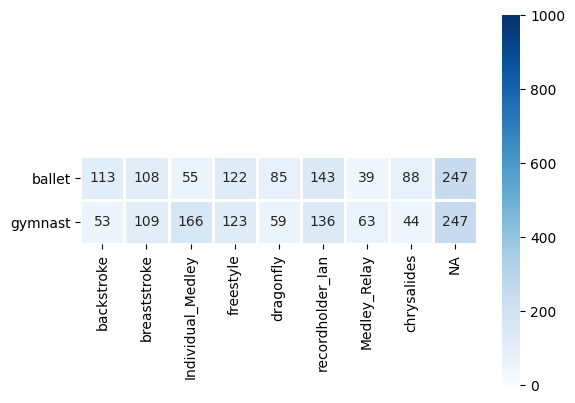 1000
800
600
400
200
0
ballet 113 108 55 122 85 143 39 88 247
gymnast 53 109 166 123 59 136 63 44 247
backstroke
breaststroke
Individual_Medley
freestyle
dragonfly
recordholder_Ian
Medley_Relay
chrysalides
NA